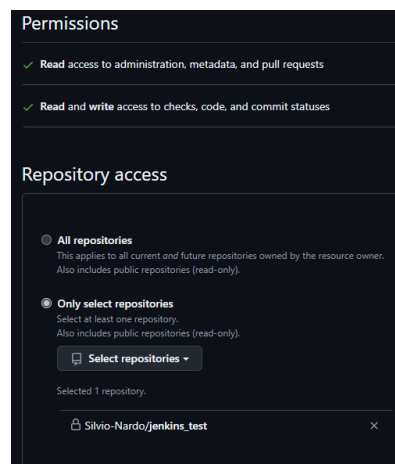 Permissions
Read access to administration, metadata, and pull requests
Read and write access to checks, code, and commit statuses
Repository access
All repositories
This applies to all current and future repositories owned by the resource owner.
Also includes public repositories (read-only).
Only select repositories
Select at least one repository.
Also includes public repositories (read-only).
Select repositories
Selected 1 repository.
Silvio-Nardo/jenkins_test